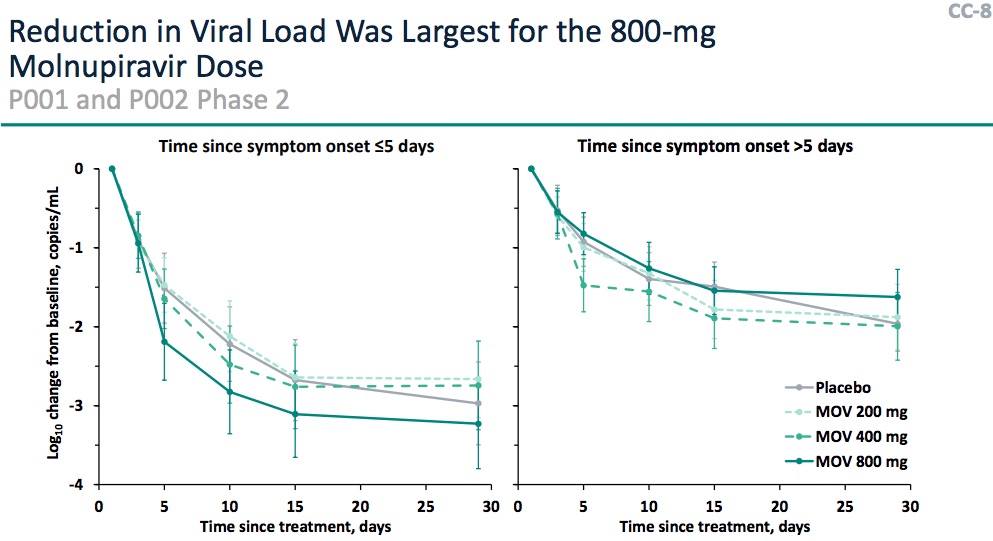 CC-8
Reduction in Viral Load Was Largest for the 800-mg
Molnupiravir Dose
P001 and P002 Phase 2
Time since symptom onset ≤5 days
Log10 change from baseline, copies/mL
0
-1
-2
-3
-4
0 5 10 15 20 25 30
Time since treatment, days
Time since symptom onset >5 days
Placebo
MOV 200 mg
MOV 400 mg
MOV 800 mg
0 5 10 15 20 25 30
Time since treatment, days